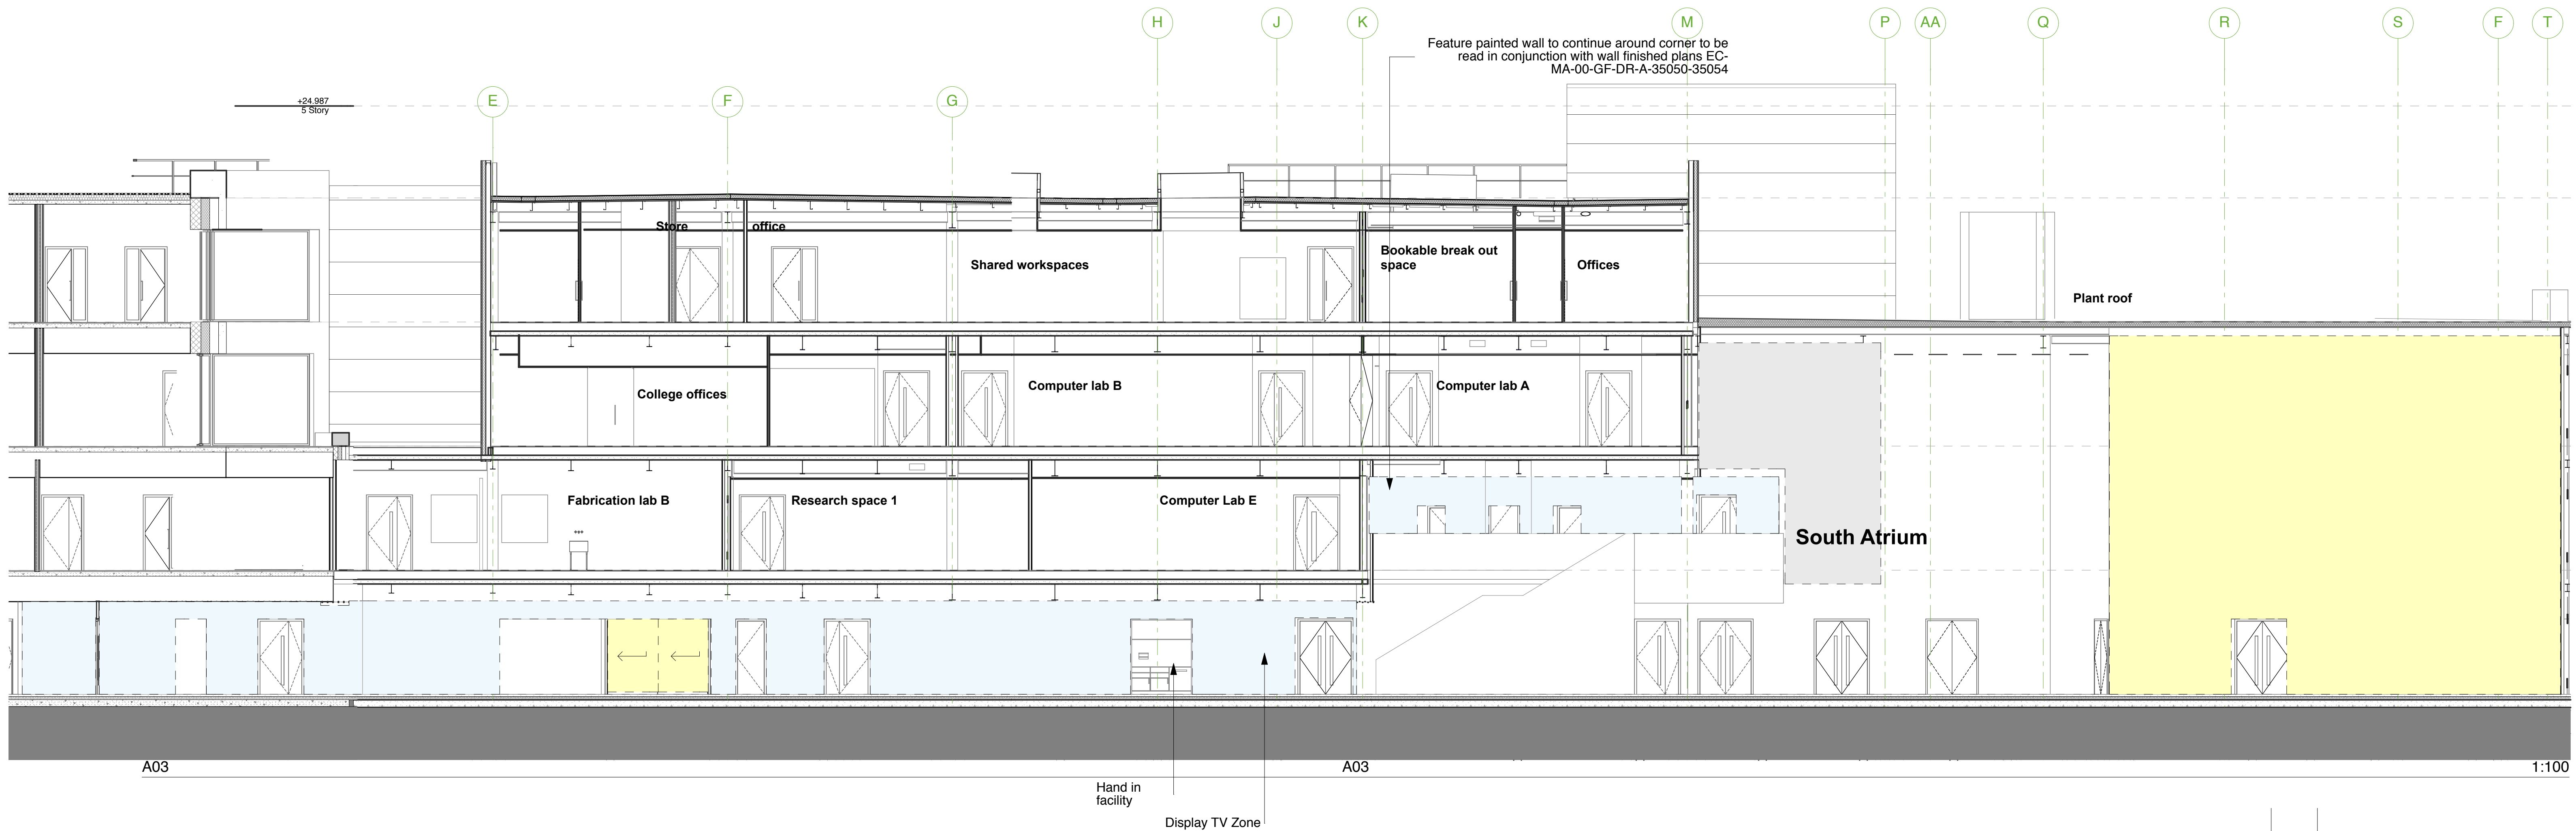 H J K M P AA Q R S F T
Feature painted wall to continue around corner to be
read in conjunction with wall finished plans EC-
MA-00-GF-DR-A-35050-35054
+24.987
5 Story
E F G
Store
office
Shared workspaces
Bookable break out
space
Offices
Plant roof
College offices
Computer lab B
Computer lab A
Fabrication lab B
Research space 1
Computer Lab E
South Atrium
A03
A03
1:100
Hand in
facility
Display TV Zone